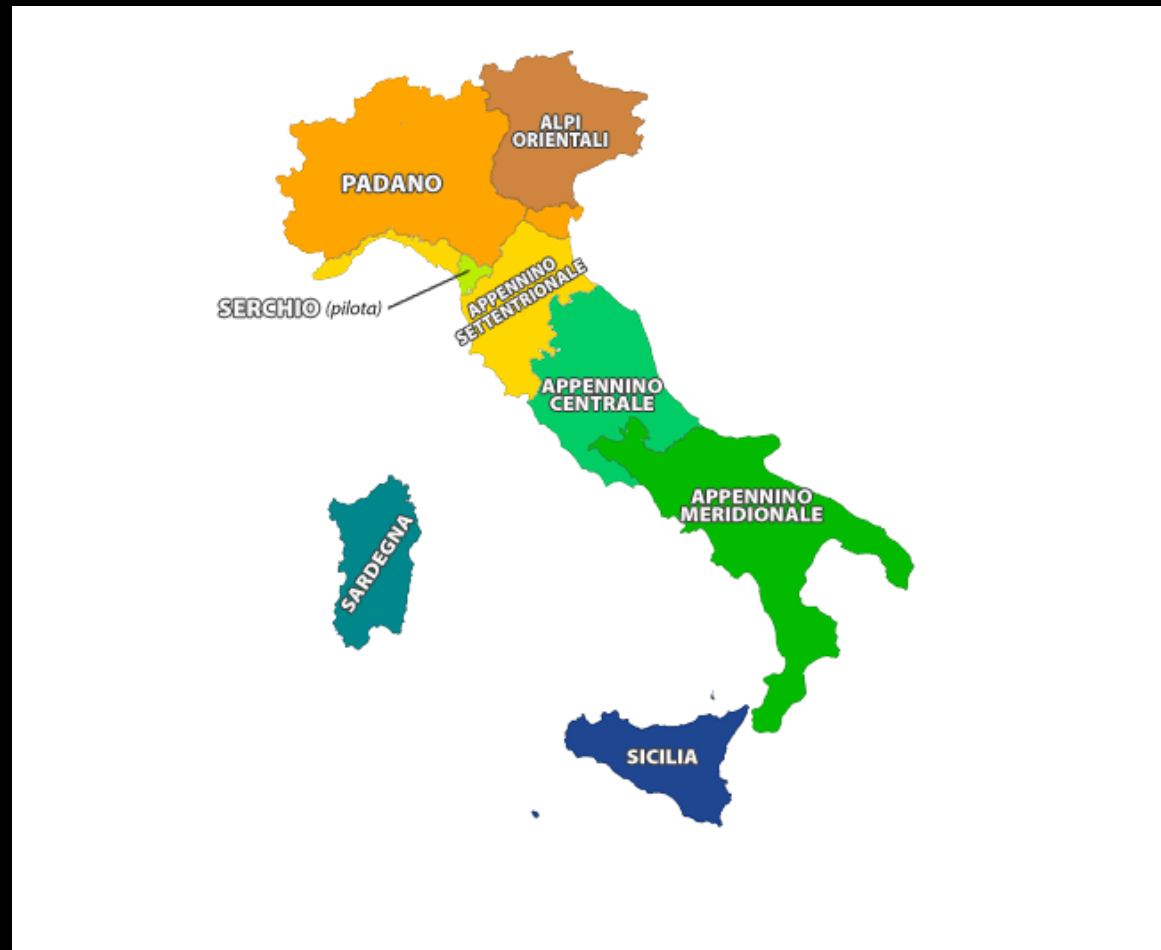 ALPI
ORIENTALI
PADANO
APPENNINO
SETTENTRIONALE
SERCHIO (pilota)
APPENNINO
CENTRALE
APPENNINO
MERIDIONALE
SARDEGNA
SICILIA